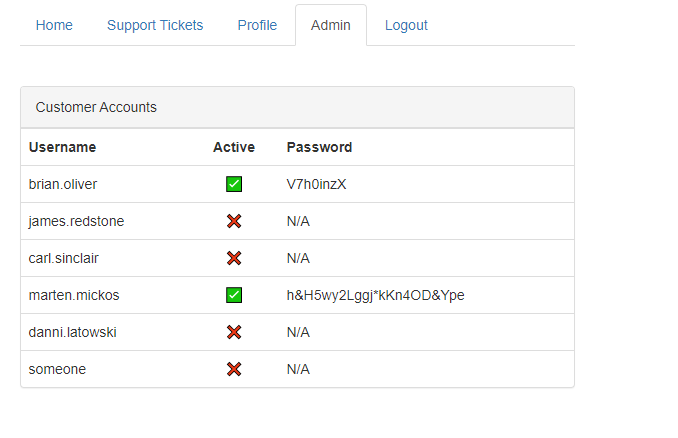 Home Support Tickets Profile Admin Logout
Customer Accounts
Username Active Password
brian.oliver V7h0inzX
james.redstone N/A
carl.sinclair N/A
marten.mickos h&H5wy2Lggj*kKn4OD&Ype
danni.latowski N/A
someone N/A